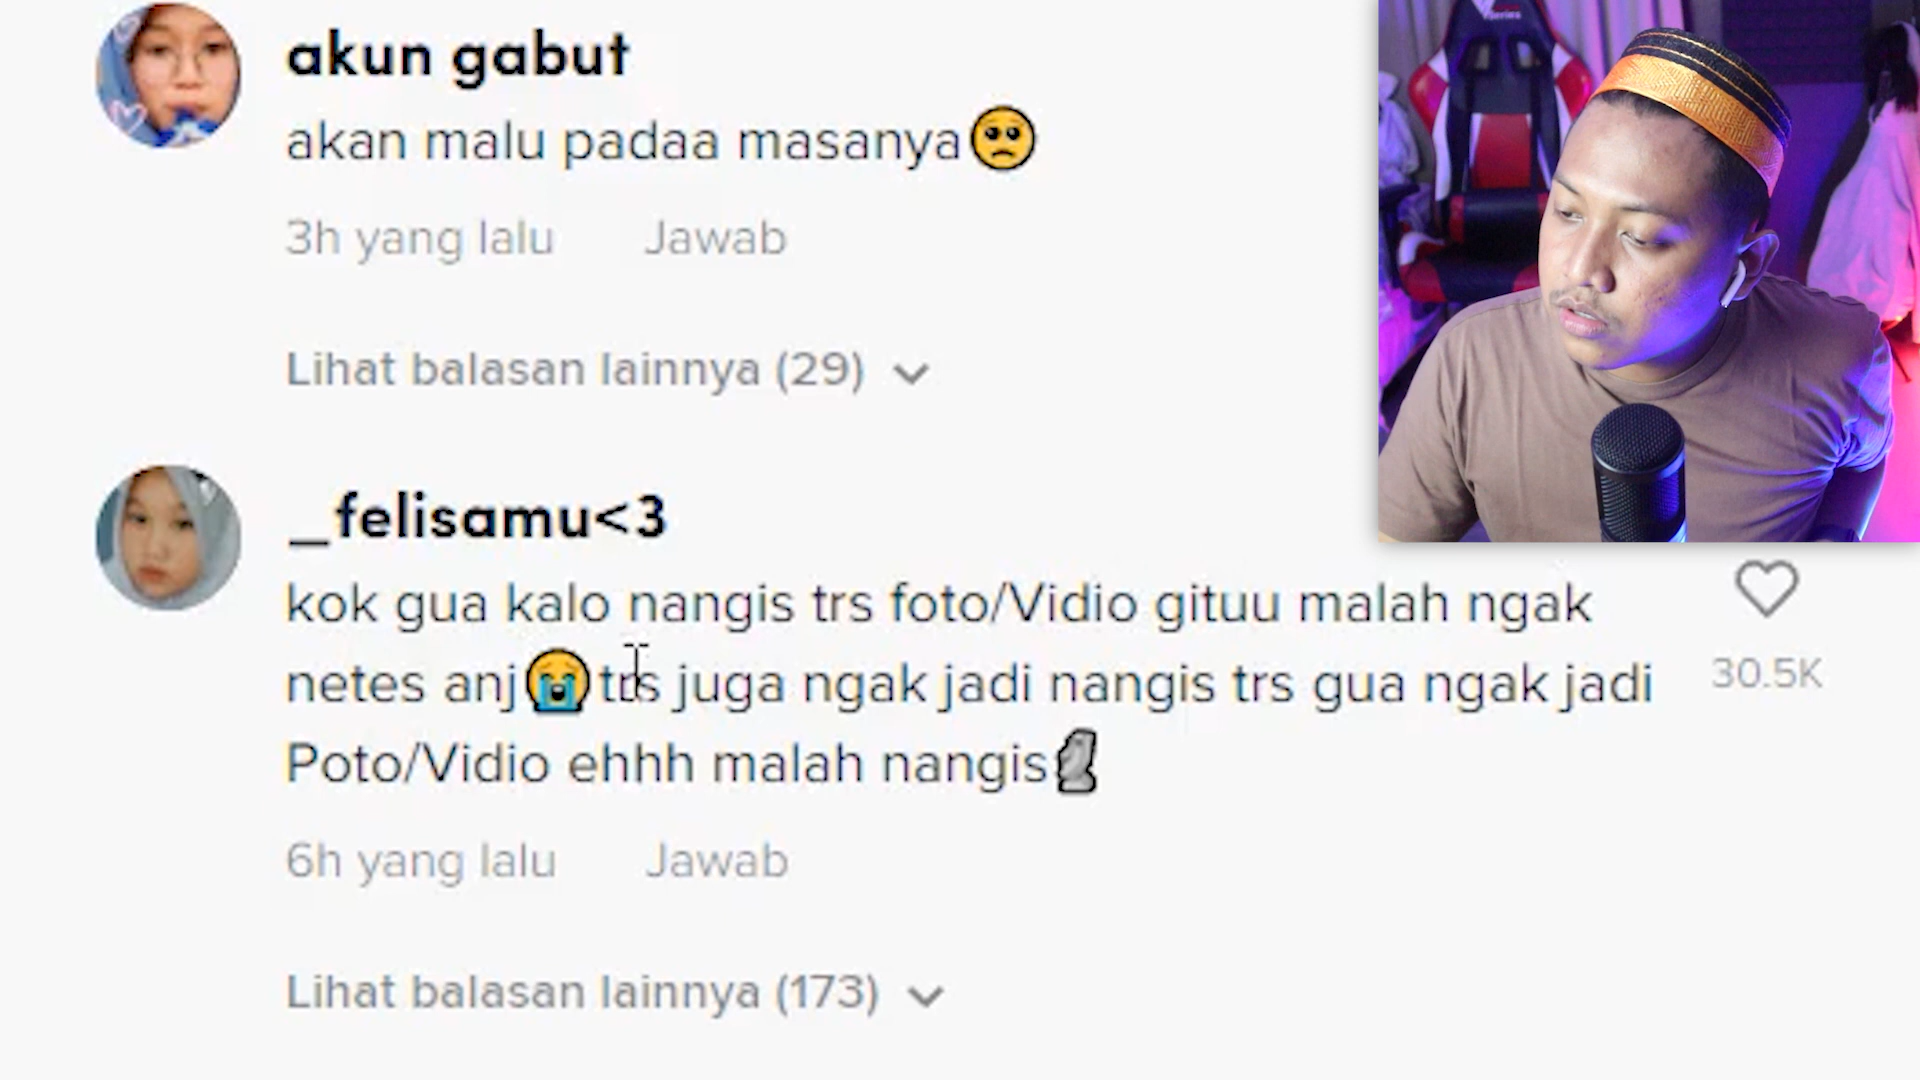 akun gabut
akan malu padaa masanya🥺
3h yang lalu Jawab
Lihat balasan lainnya (29)
_felisamu<3
kok gua kalo nangis trs foto/Vidio gituu malah ngak
netes anj😭trs juga ngak jadi nangis trs gua ngak jadi
Poto/Vidio ehhh malah nangis🗿
30.5K
6h yang lalu Jawab
Lihat balasan lainnya (173)